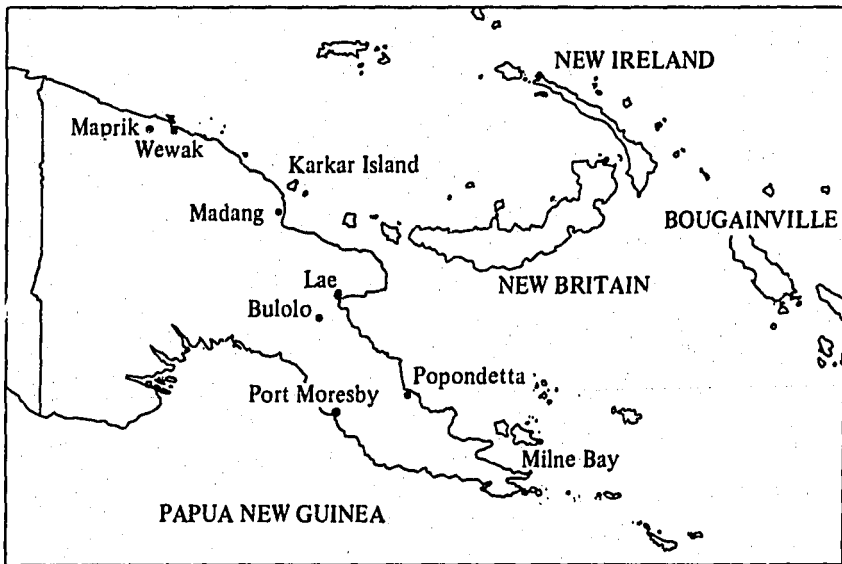 NEW IRELAND
Maprik
Wewak
Karkar Island
Madang
BOUGAINVILLE
Lae
NEW BRITAIN
Bulolo
Popondetta
Port Moresby
Milne Bay
PAPUA NEW GUINEA